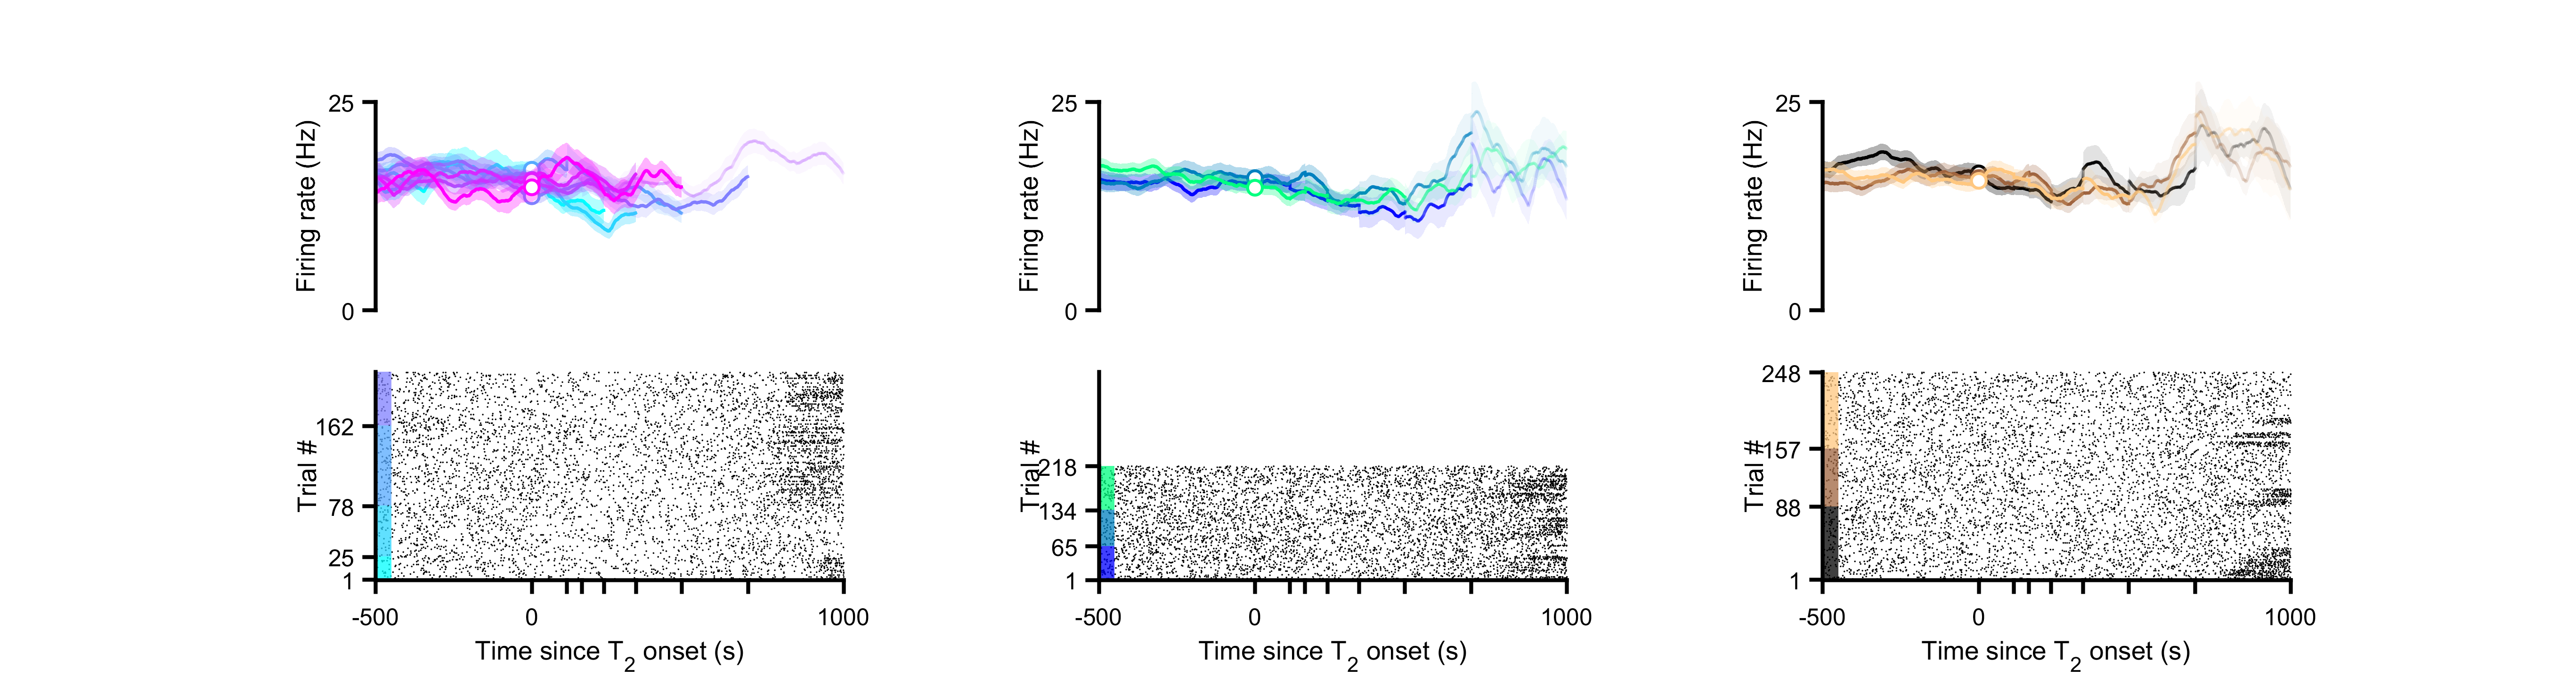 25
Firing rate (Hz)
0
25
Firing rate (Hz)
0
25
Firing rate (Hz)
0
162
78
25
1
Trial #
-500 0 1000
Time since T2 onset (s)
218
134
65
1
Trial #
-500 0 1000
Time since T2 onset (s)
248
157
88
1
Trial #
-500 0 1000
Time since T2 onset (s)